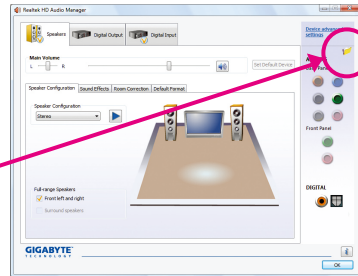 Realtek HD Audio Manager
Speakers
Digital Output
Digital Input
Device advanced
settings
Main Volume
L
R
Set Default Device
Speaker Configuration
Sound Effects
Room Correction
Default Format
Speaker Configuration
Stereo
Front Panel
Full-range Speakers
Front left and right
Surround speakers
DIGITAL
GIGABYTE
TECHNOLOGY
OK